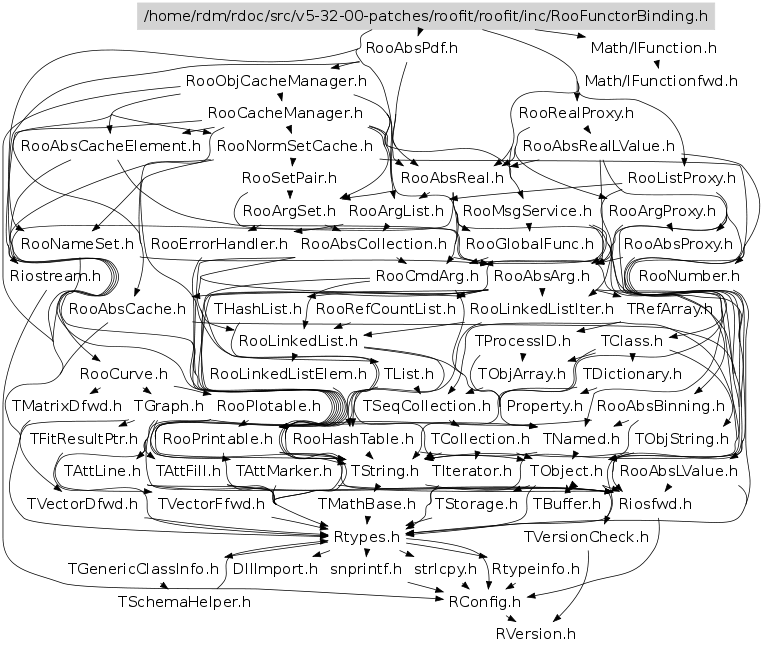 /home/rdm/rdoc/src/v5-32-00-patches/roofit/roofit/inc/RooFunctorBinding.h
RooAbsPdf.h Math/IFunction.h
RooObjCacheManager.h Math/IFunctionfwd.h
RooCacheManager.h RooRealProxy.h
RooAbsCacheElement.h RooNormSetCache.h RooAbsRealLValue.h
RooSetPair.h RooAbsReal.h RooListProxy.h
RooArgSet.h RooArgList.h RooMsgService.h RooArgProxy.h
RooNameSet.h RooErrorHandler.h RooAbsCollection.h RooGlobalFunc.h RooAbsProxy.h
Riostream.h RooCmdArg.h RooAbsArg.h RooNumber.h
RooAbsCache.h THashList.h RooRefCountList.h RooLinkedListIter.h TRefArray.h
RooLinkedList.h TProcessID.h TClass.h
RooCurve.h RooLinkedListElem.h TList.h TObjArray.h TDictionary.h
TMatrixDfwd.h TGraph.h RooPlotable.h TSeqCollection.h Property.h RooAbsBinning.h
TFitResultPtr.h RooPrintable.h RooHashTable.h TCollection.h TNamed.h TObjString.h
TAttLine.h TAttFill.h TAttMarker.h TString.h TIterator.h TObject.h RooAbsLValue.h
TVectorDfwd.h TVectorFfwd.h TMathBase.h TStorage.h TBuffer.h Riosfwd.h
Rtypes.h TVersionCheck.h
TGenericClassInfo.h DllImport.h snprintf.h strlcpy.h Rtypeinfo.h
TSchemaHelper.h RConfig.h
RVersion.h